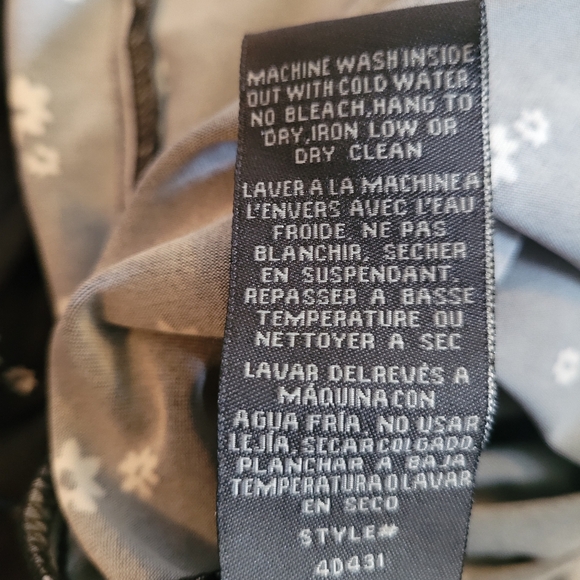 MACHINE WASH INSIDE
OUT WITH COLD WATER
NO BLEACH,HANG TO
DRY,IRON LOW OR
DRY CLEAN
LAVER A LA MACHINE A
L'ENVERS AVEC L'EAU
FROIDE NE PAS
BLANCHIR, SECHER
EN SUSPENDANT.
REPASSER A BASSE
TEMPERATURE OU
NETTOYER A SEC
LAVAR DELREVÉS A
MÁQUINA CON
AGUA FRÍA NO USAR
LEJÍA, SECAR COLGADO
PLANCHAR A BAJA
TEMPERATURA O LAVAR
EN SECO
STYLE#
4D431